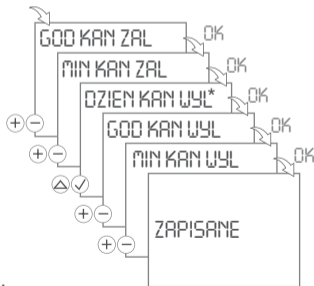 GOD KAN ZAL
OK
MIN KAN ZAL
OK
DZIEN KAN WYL*
OK
GOD KAN WYL
OK
MIN KAN WYL
OK
ZAPISANE